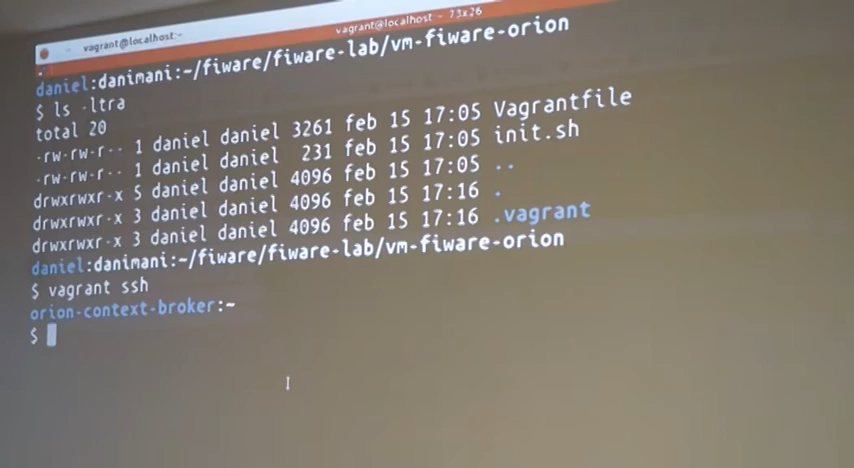 vagrant@localhost:~
vagrant@localhost - 73x26
daniel:danimani:~/fiware/fiware-lab/vm-fiware-orion
$ ls -ltra
total 20
-rw-rw-r-- 1 daniel daniel 3261 feb 15 17:05 Vagrantfile
-rw-rw-r-- 1 daniel daniel 231 feb 15 17:05 init.sh
drwxrwxr-x 5 daniel daniel 4096 feb 15 17:05 ..
drwxrwxr-x 3 daniel daniel 4096 feb 15 17:16 .
drwxrwxr-x 3 daniel daniel 4096 feb 15 17:16 .vagrant
daniel:danimani:~/fiware/fiware-lab/vm-fiware-orion
$ vagrant ssh
orion-context-broker:~
$